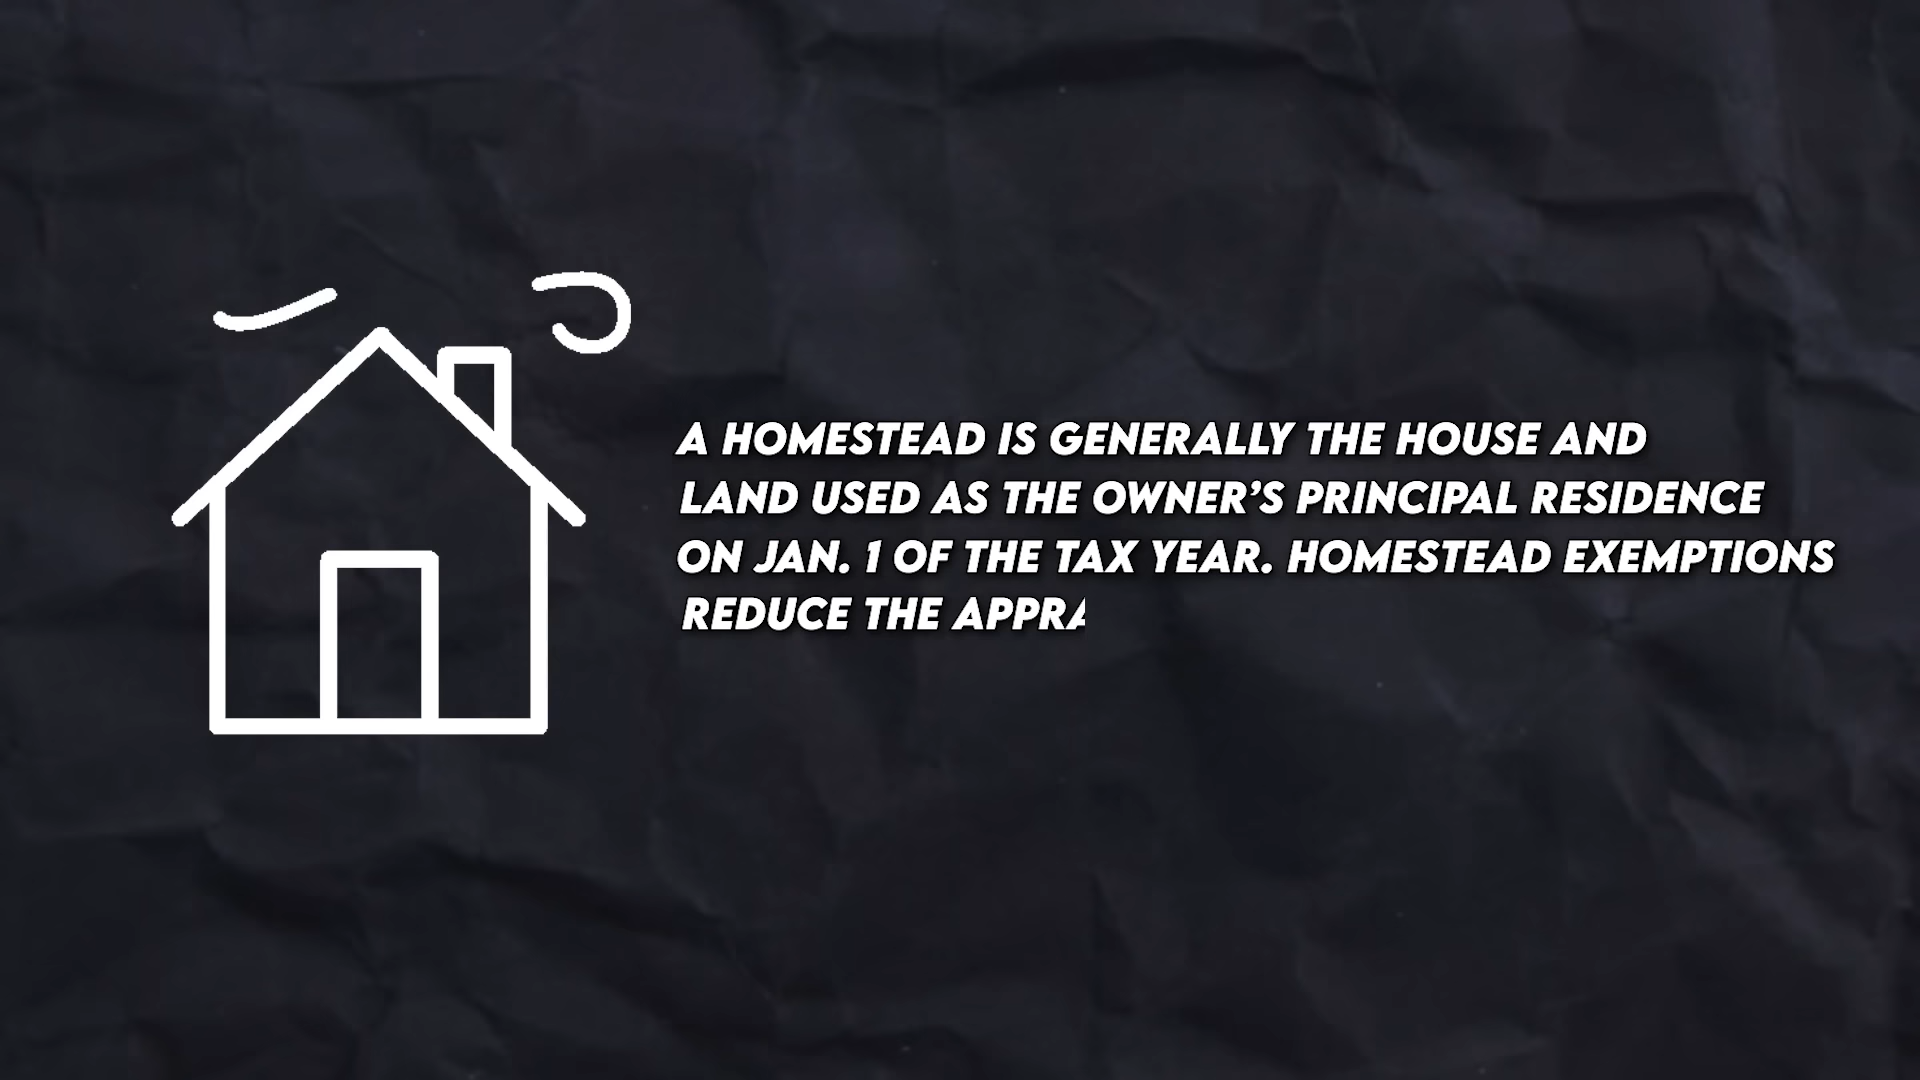 A HOMESTEAD IS GENERALLY THE HOUSE AND
LAND USED AS THE OWNER’S PRINCIPAL RESIDENCE
ON JAN. 1 OF THE TAX YEAR. HOMESTEAD EXEMPTIONS
REDUCE THE APPRA